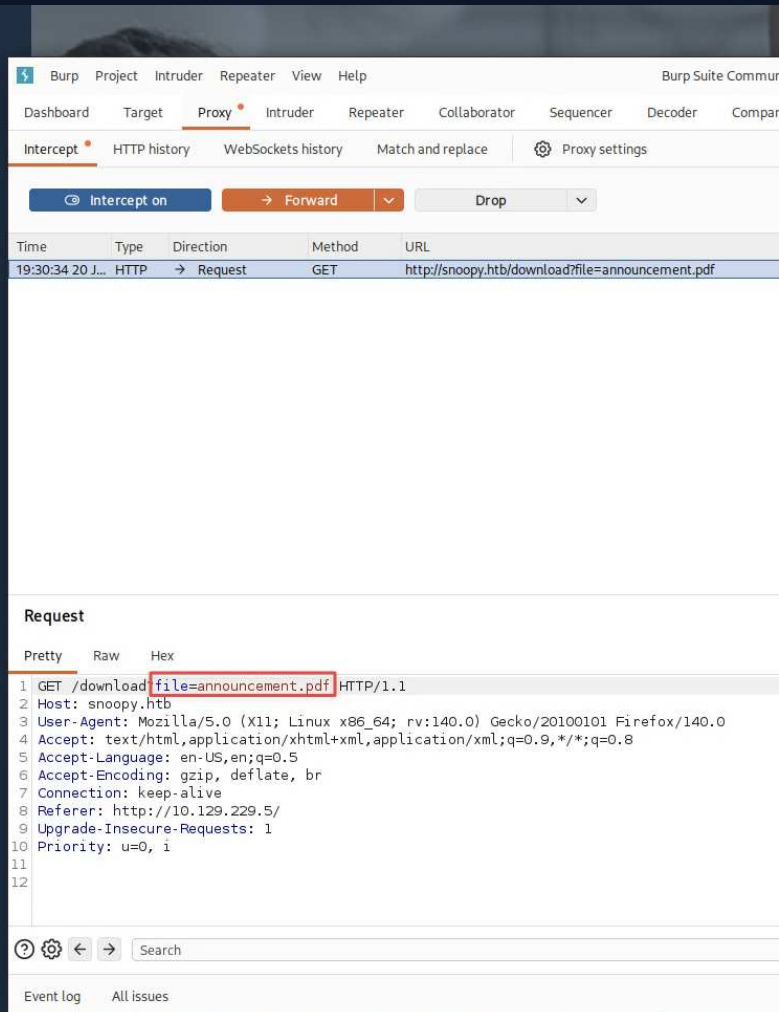 Burp Project Intruder Repeater View Help Burp Suite Commun
Dashboard Target Proxy Intruder Repeater Collaborator Sequencer Decoder Compar
Intercept HTTP history WebSockets history Match and replace Proxy settings
Intercept on → Forward Drop
Time Type Direction Method URL
19:30:34 20 J... HTTP → Request GET http://snoopy.htb/download?file=announcement.pdf
Request
Pretty Raw Hex
1 GET /download?file=announcement.pdf HTTP/1.1
2 Host: snoopy.htb
3 User-Agent: Mozilla/5.0 (X11; Linux x86_64; rv:140.0) Gecko/20100101 Firefox/140.0
4 Accept: text/html,application/xhtml+xml,application/xml;q=0.9,*/*;q=0.8
5 Accept-Language: en-US,en;q=0.5
6 Accept-Encoding: gzip, deflate, br
7 Connection: keep-alive
8 Referer: http://10.129.229.5/
9 Upgrade-Insecure-Requests: 1
10 Priority: u=0, i
11
12
Search
Event log All issues